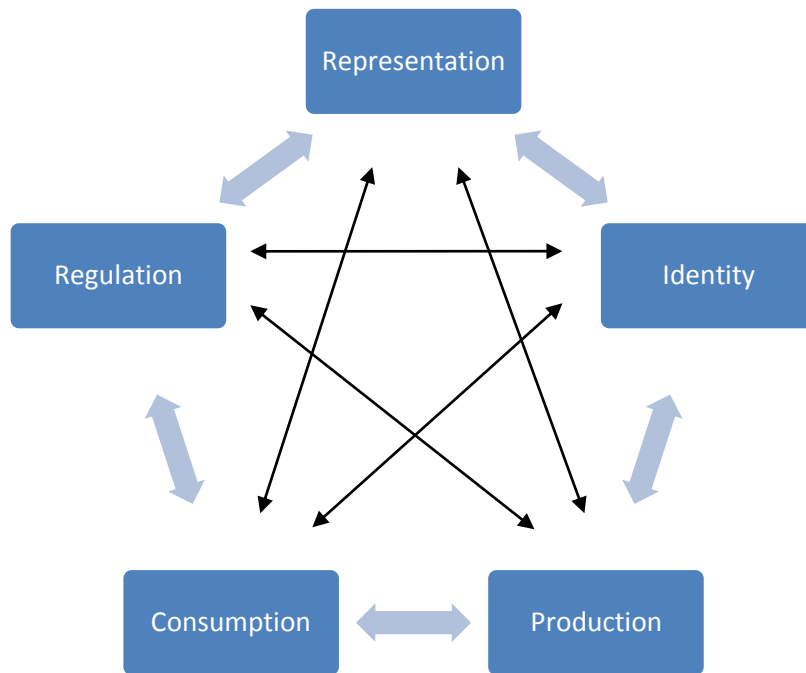 Representation
Regulation
Identity
Consumption
Production